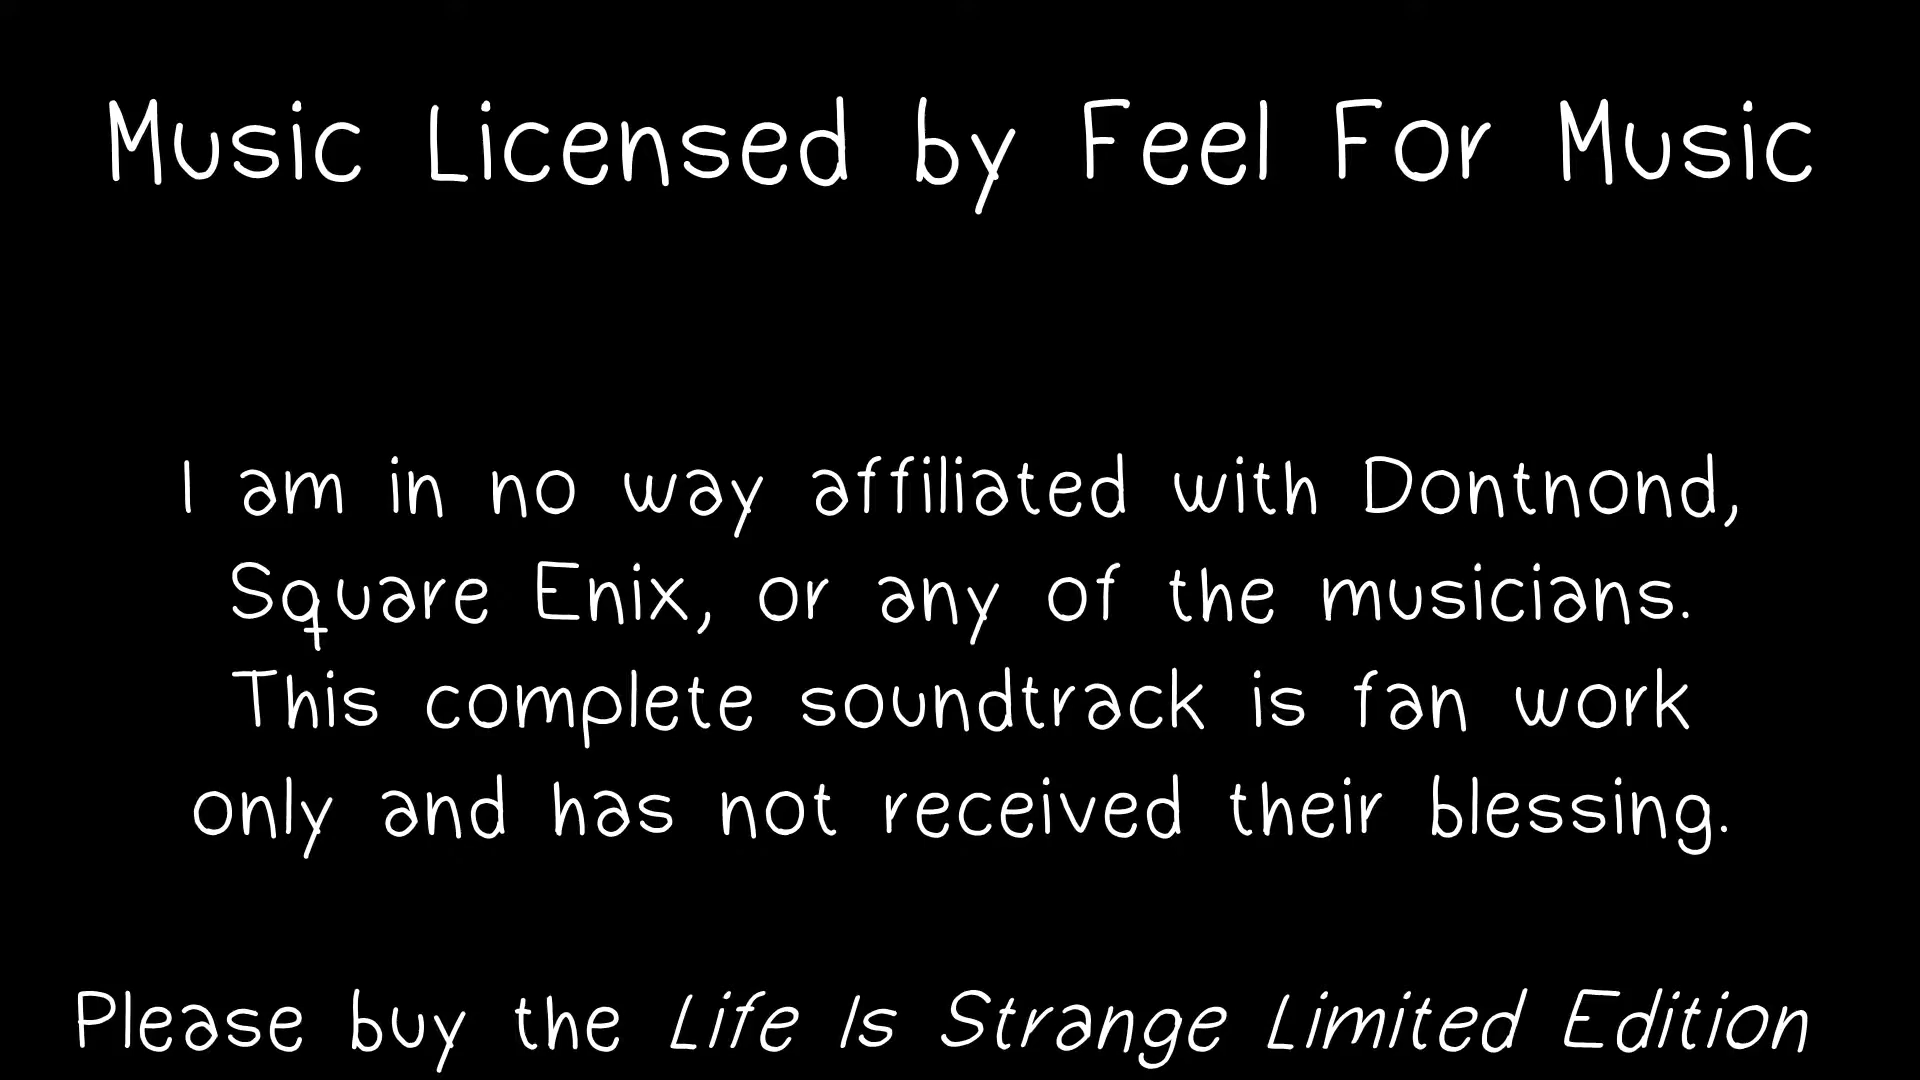 Music Licensed by Feel For Music
I am in no way affiliated with Dontnond,
Square Enix, or any of the musicians.
This complete soundtrack is fan work
only and has not received their blessing.
Please buy the Life Is Strange Limited Edition